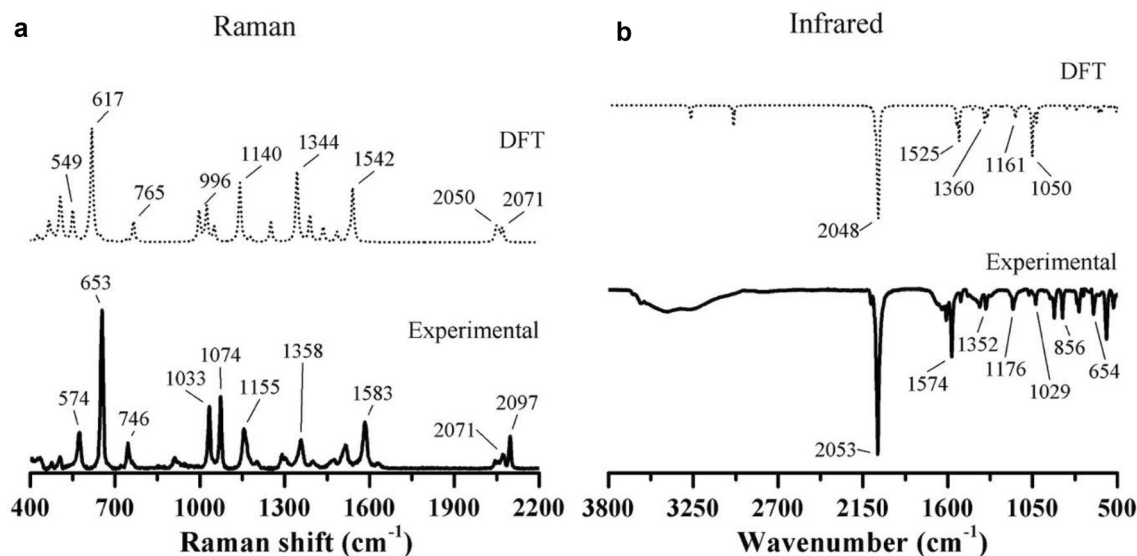 a
Raman
617
DFT
549
765
996
1140
1344
1542
2050
2071
653
Experimental
574
746
1033
1074
1155
1358
1583
2071
2097
400 700 1000 1300 1600 1900 2200
Raman shift (cm⁻¹)
b
Infrared
DFT
1525
1360
1161
1050
2048
Experimental
1574
1352
1176
1029
856
654
2053
3800 3250 2700 2150 1600 1050 500
Wavenumber (cm⁻¹)